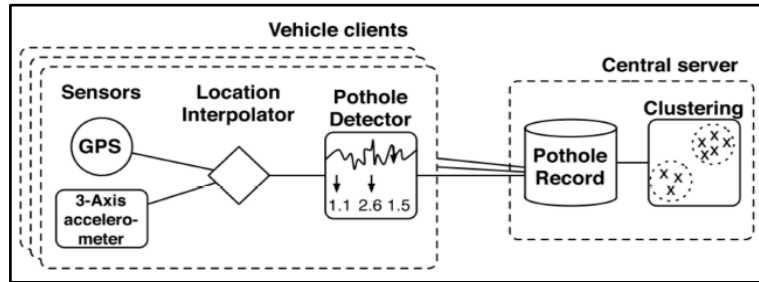 Vehicle clients
Sensors
GPS
3-Axis
accelero-
meter
Location
Interpolator
Pothole
Detector
1.1 2.6 1.5
Central server
Pothole
Record
Clustering
x x x x x
x x x